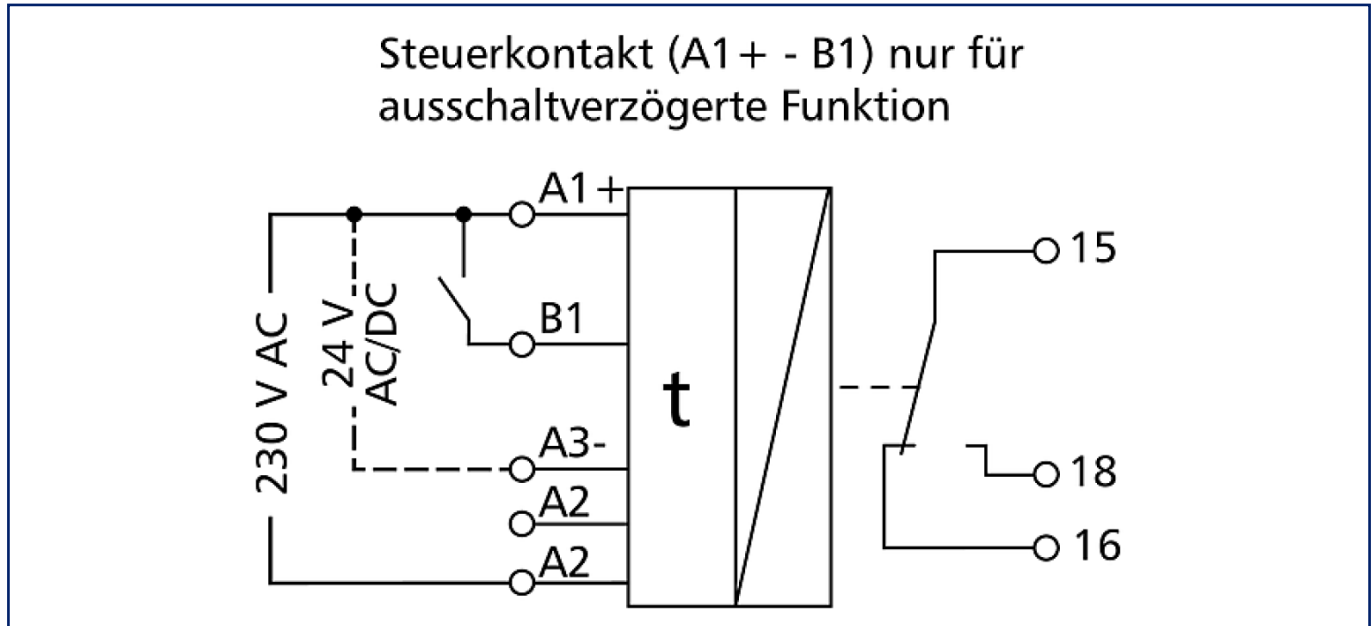 Steuerkontakt (A1+ - B1) nur für
ausschaltverzögerte Funktion
A1+
15
230 V AC
24 V
AC/DC
B1
t
A3-
18
A2
16
A2